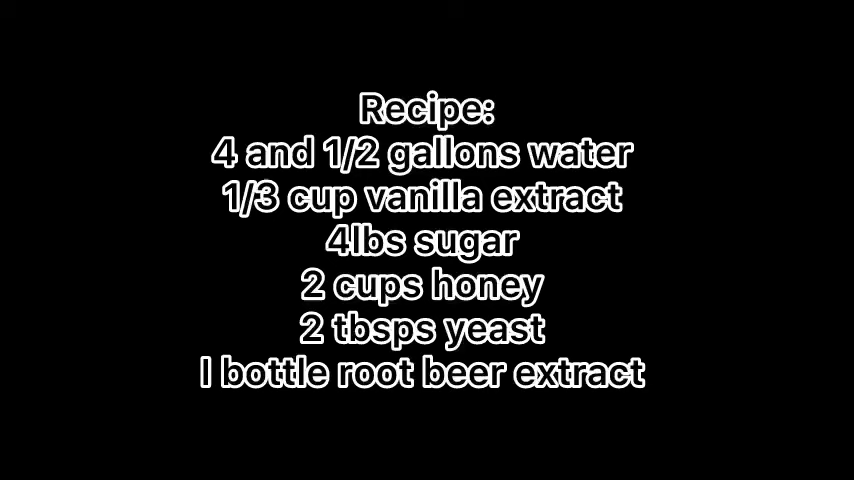 Recipe:
4 and 1/2 gallons water
1/3 cup vanilla extract
4lbs sugar
2 cups honey
2 tbsps yeast
I bottle root beer extract